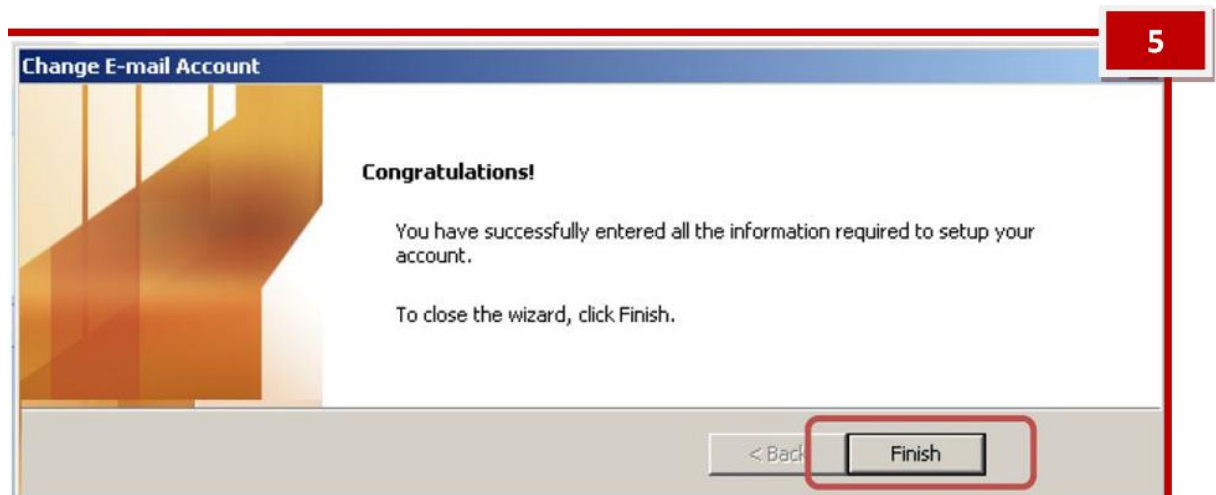 5
Change E-mail Account
Congratulations!
You have successfully entered all the information required to setup your
account.
To close the wizard, click Finish.
< Back
Finish